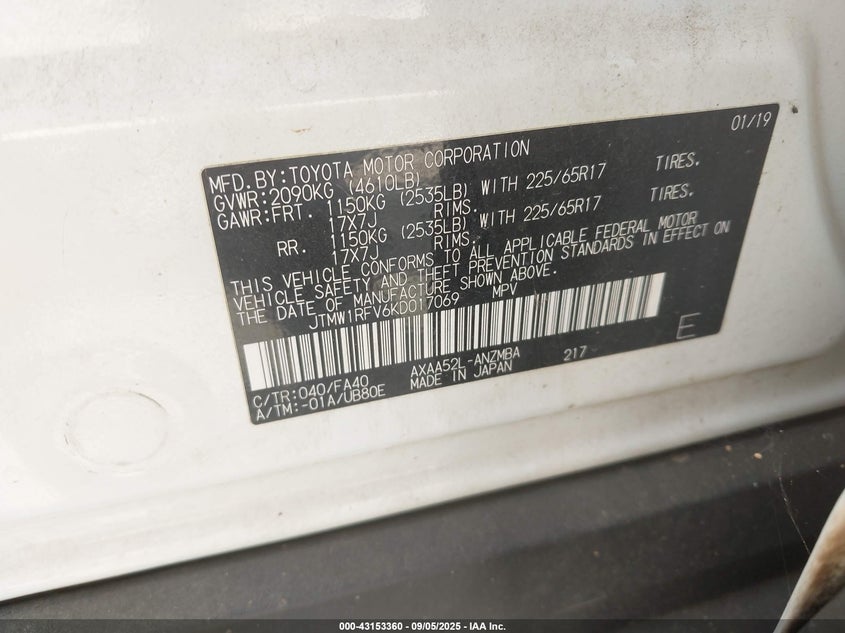 01/19
MFD.BY:TOYOTA MOTOR CORPORATION
GVWR:2090KG (4610LB)
GAWR:FRT. 1150KG (2535LB) WITH 225/65R17 TIRES.
17X7J RIMS.
RR. 1150KG (2535LB) WITH 225/65R17 TIRES.
17X7J RIMS.
THIS VEHICLE CONFORMS TO ALL APPLICABLE FEDERAL MOTOR
VEHICLE SAFETY AND THEFT PREVENTION STANDARDS IN EFFECT ON
THE DATE OF MANUFACTURE SHOWN ABOVE.
JTMW1RFV6KD017069 MPV
C/TR:040/FA40 AXAA52L-ANZMBA 217 E
A/TM:-01A/UB80E MADE IN JAPAN
000-43153360 - 09/05/2025 - IAA Inc.